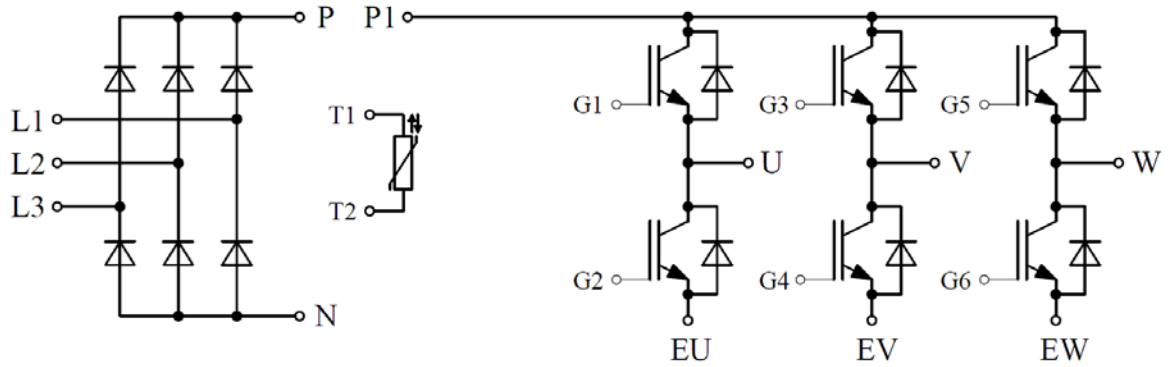 P P1
G1 G3 G5
L1 T1
L2 U V W
L3 T2
G2 G4 G6
N
EU EV EW